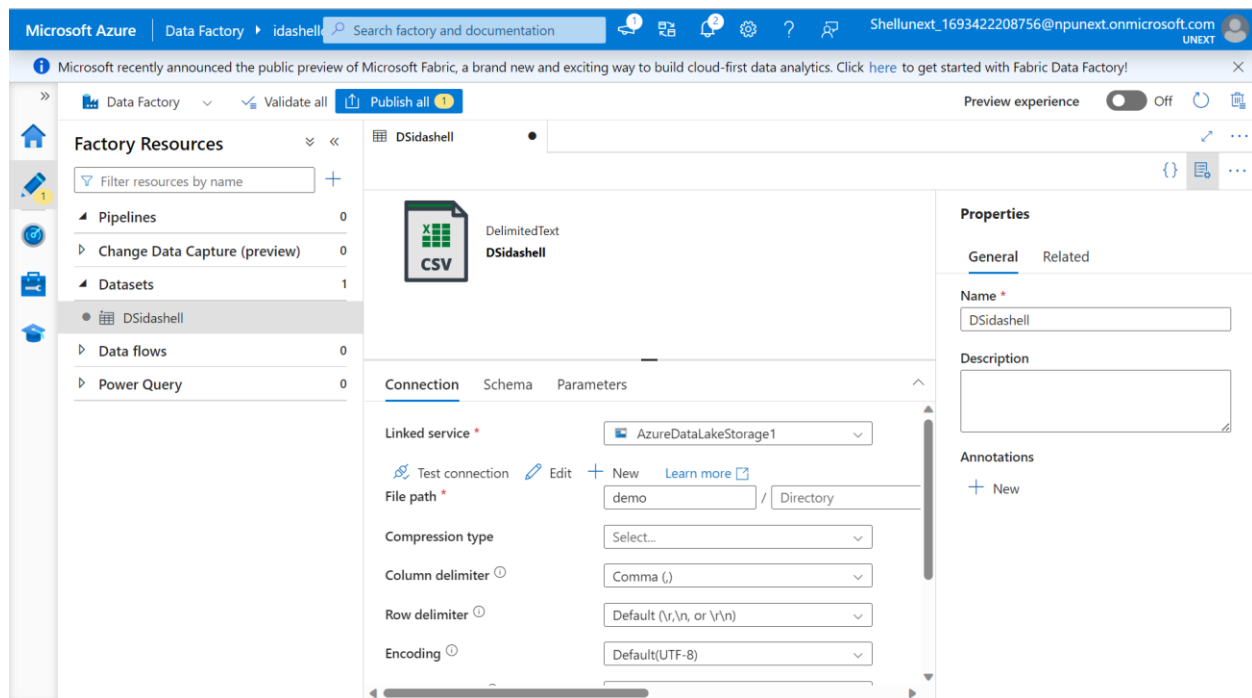 Microsoft Azure
Data Factory
idashell
Search factory and documentation
1
2
Shellunext_1693422208756@npunext.onmicrosoft.com
UNEXT
Microsoft recently announced the public preview of Microsoft Fabric, a brand new and exciting way to build cloud-first data analytics. Click here to get started with Fabric Data Factory!
Data Factory
Validate all
Publish all 1
Preview experience
Off
1
Factory Resources
Filter resources by name
Pipelines 0
Change Data Capture (preview) 0
Datasets 1
DSidashell
Data flows 0
Power Query 0
DSidashell
CSV
DelimitedText
DSidashell
Connection
Schema
Parameters
Linked service *
AzureDataLakeStorage1
Test connection
Edit
New
Learn more
File path *
demo / Directory
Compression type
Select...
Column delimiter
Comma (,)
Row delimiter
Default (\r,\n, or \r\n)
Encoding
Default(UTF-8)
Properties
General
Related
Name *
DSidashell
Description
Annotations
New